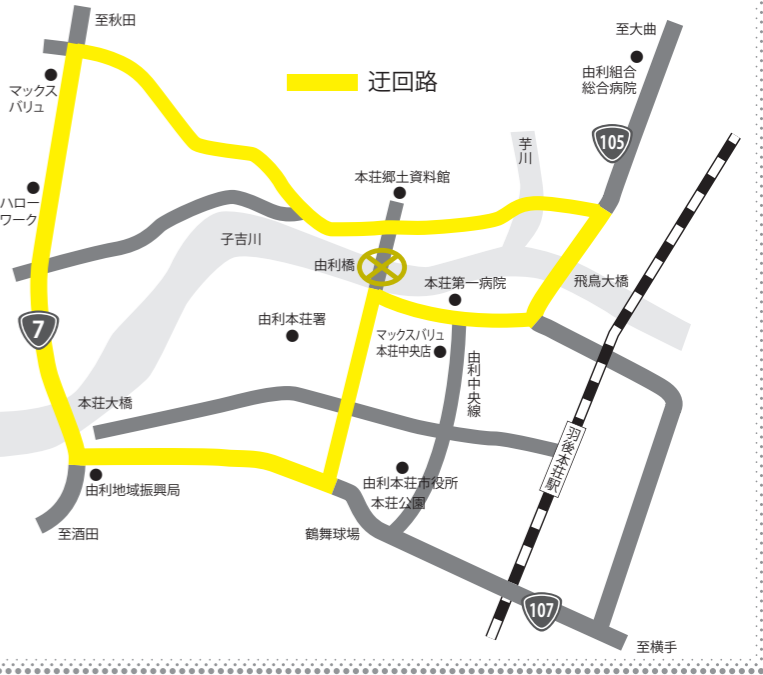 至秋田
至大曲
由利組合
総合病院
マックス
バリュ
迂回路
105
芋川
本荘郷土資料館
ハロー
ワーク
子吉川
由利橋
飛鳥大橋
本荘第一病院
7
由利本荘署
マックスバリュ
本荘中央店
由利中央線
本荘大橋
羽後本荘駅
由利地域振興局
由利本荘市役所
本荘公園
至酒田
鶴舞球場
107
至横手